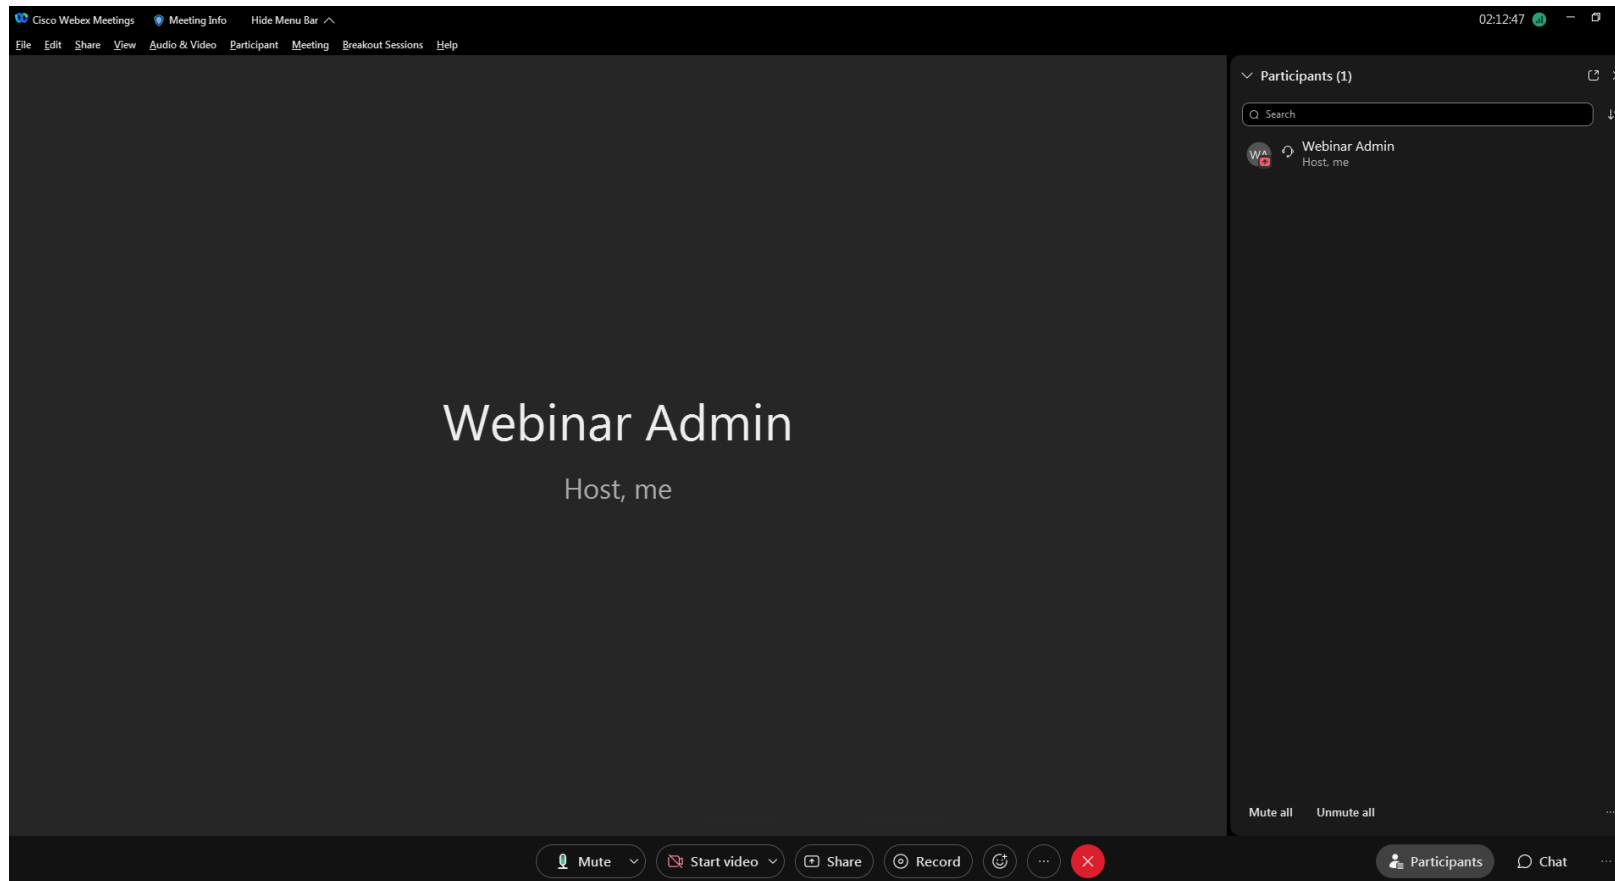 Cisco Webex Meetings Meeting Info Hide Menu Bar 02:12:47
File Edit Share View Audio & Video Participant Meeting Breakout Sessions Help
Participants (1)
Search
WA Webinar Admin
Host, me
Webinar Admin
Host, me
Mute all Unmute all
Mute Start video Share Record Participants Chat